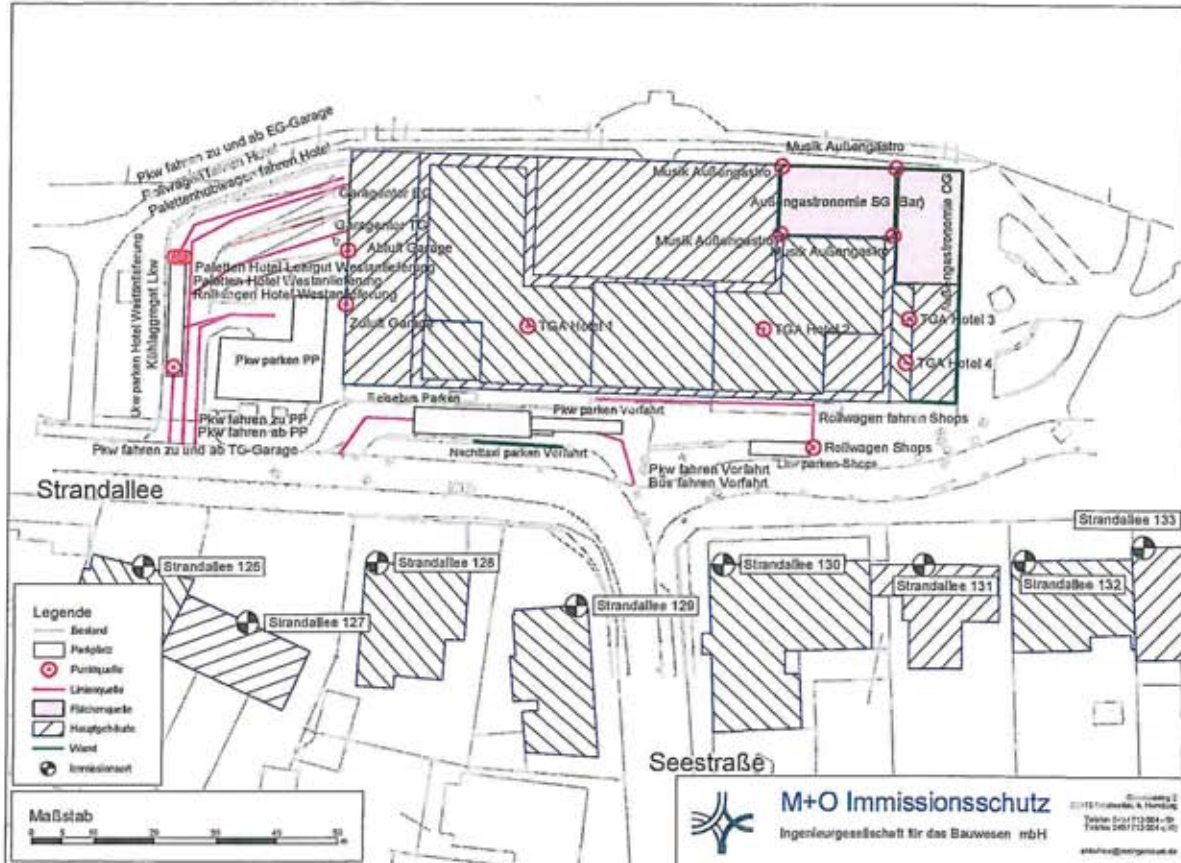 Pkw fahren zu und ab EG-Garage
Rollwagen fahren Hotel
Palettenhubwagen fahren Hotel
Musik Außengastro
Musik Außengastro
Garagentor EG
Außengastronomie SG (Bar)
Außengastronomie OG
Garagentor TG
Abluft Garage
Musik Außengastro
Musik Außengastro
Paletten Hotel Leergut Westanlieferung
Paletten Hotel Westanlieferung
Rollwagen Hotel Westanlieferung
Lkw parken Hotel Westanlieferung
Kühlaggregat Lkw
Zuluft Garage
TGA Hotel 1
TGA Hotel 2
TGA Hotel 3
TGA Hotel 4
Pkw parken PP
Reisebus Parken
Pkw parken Vorfahrt
Rollwagen fahren Shops
Pkw fahren zu PP
Pkw fahren ab PP
Pkw fahren zu und ab TG-Garage
Nachttaxi parken Vorfahrt
Rollwagen Shops
Lkw parken Shops
Pkw fahren Vorfahrt
Bus fahren Vorfahrt
Strandallee
Strandallee 133
Strandallee 125
Strandallee 128
Strandallee 130
Strandallee 131
Strandallee 132
Strandallee 129
Strandallee 127
Legende
Bestand
Parkplatz
Punktquelle
Linienquelle
Flächenquelle
Hauptgebäude
Wand
Immissionsort
Seestraße
Maßstab
0 5 10 20 30 40 50
m
M+O Immissionsschutz
Ingenieurgesellschaft für das Bauwesen mbH